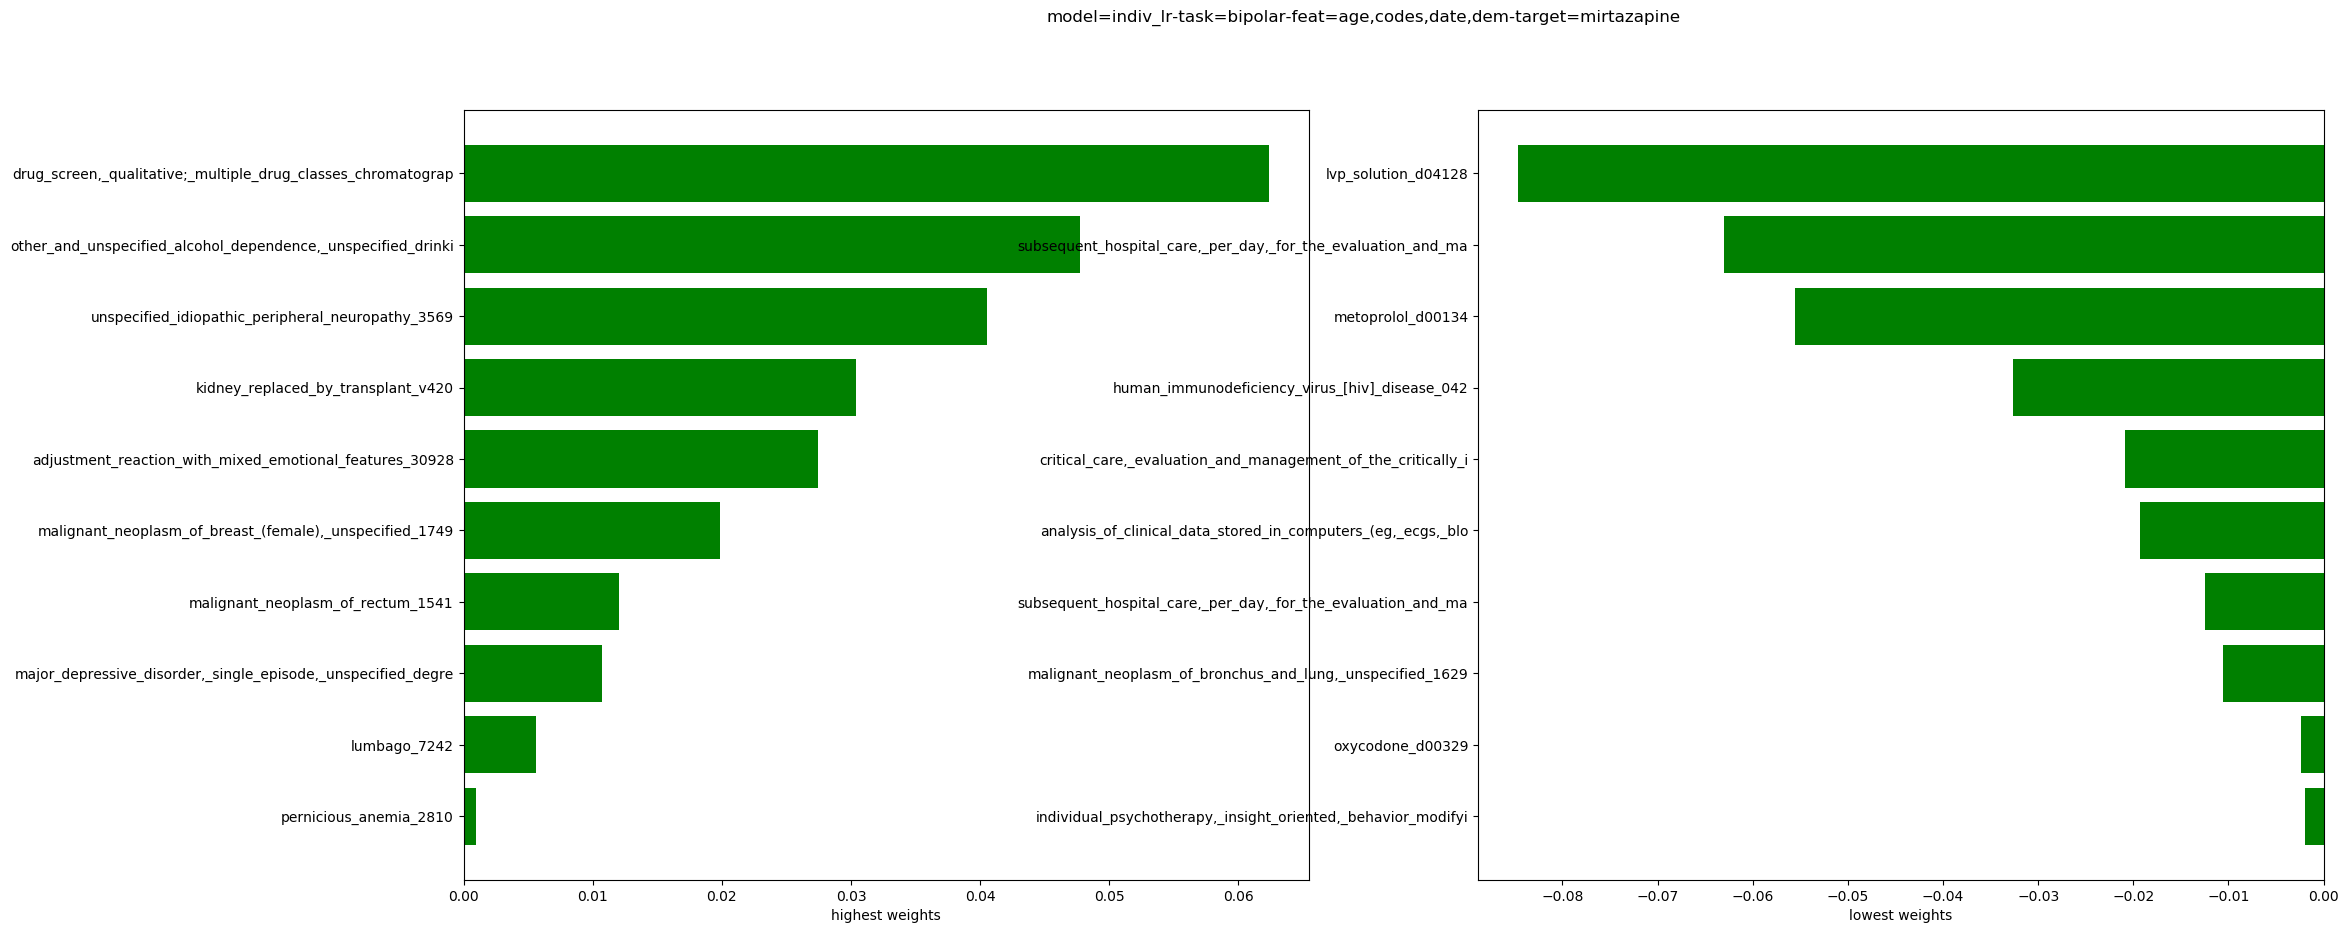 model=indiv_lr-task=bipolar-feat=age,codes,date,dem-target=mirtazapine
drug_screen,_qualitative;_multiple_drug_classes_chromatograp
other_and_unspecified_alcohol_dependence,_unspecified_drinki
unspecified_idiopathic_peripheral_neuropathy_3569
kidney_replaced_by_transplant_v420
adjustment_reaction_with_mixed_emotional_features_30928
malignant_neoplasm_of_breast_(female),_unspecified_1749
malignant_neoplasm_of_rectum_1541
major_depressive_disorder,_single_episode,_unspecified_degre
lumbago_7242
pernicious_anemia_2810
0.00 0.01 0.02 0.03 0.04 0.05 0.06
highest weights
lvp_solution_d04128
subsequent_hospital_care,_per_day,_for_the_evaluation_and_ma
metoprolol_d00134
human_immunodeficiency_virus_[hiv]_disease_042
critical_care,_evaluation_and_management_of_the_critically_i
analysis_of_clinical_data_stored_in_computers_(eg,_ecgs,_blo
subsequent_hospital_care,_per_day,_for_the_evaluation_and_ma
malignant_neoplasm_of_bronchus_and_lung,_unspecified_1629
oxycodone_d00329
individual_psychotherapy,_insight_oriented,_behavior_modifyi
−0.08 −0.07 −0.06 −0.05 −0.04 −0.03 −0.02 −0.01 0.00
lowest weights